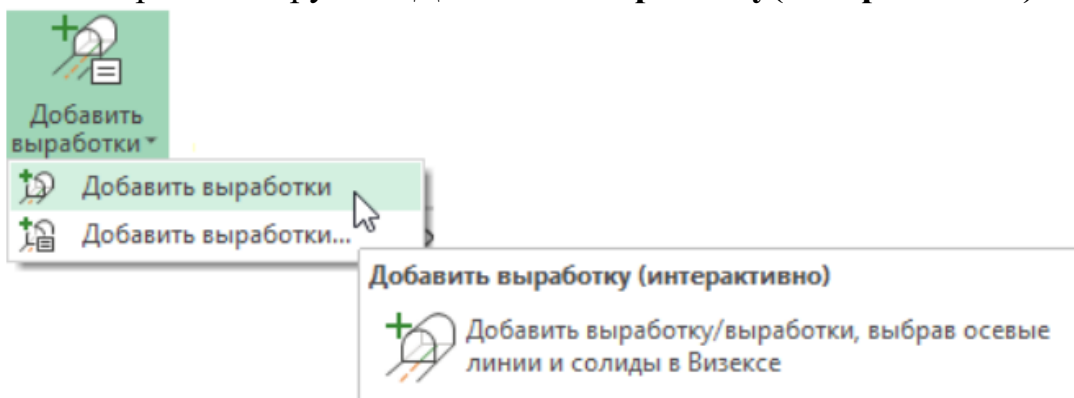 Добавить
выработки
Добавить выработки
Добавить выработки...
Добавить выработку (интерактивно)
Добавить выработку/выработки, выбрав осевые
линии и солиды в Визексе